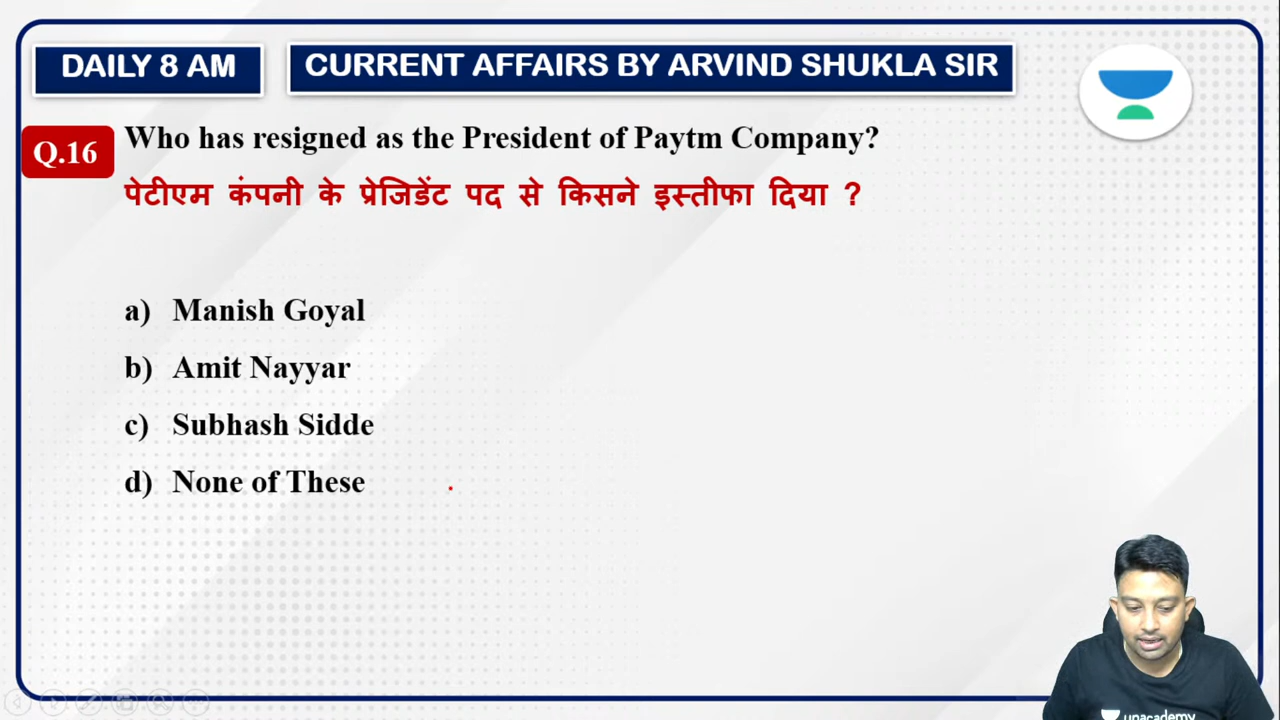 DAILY 8 AM
CURRENT AFFAIRS BY ARVIND SHUKLA SIR
Q.16
Who has resigned as the President of Paytm Company?
पेटीएम कंपनी के प्रेजिडेंट पद से किसने इस्तीफा दिया ?
a) Manish Goyal
b) Amit Nayyar
c) Subhash Sidde
d) None of These
unacademy